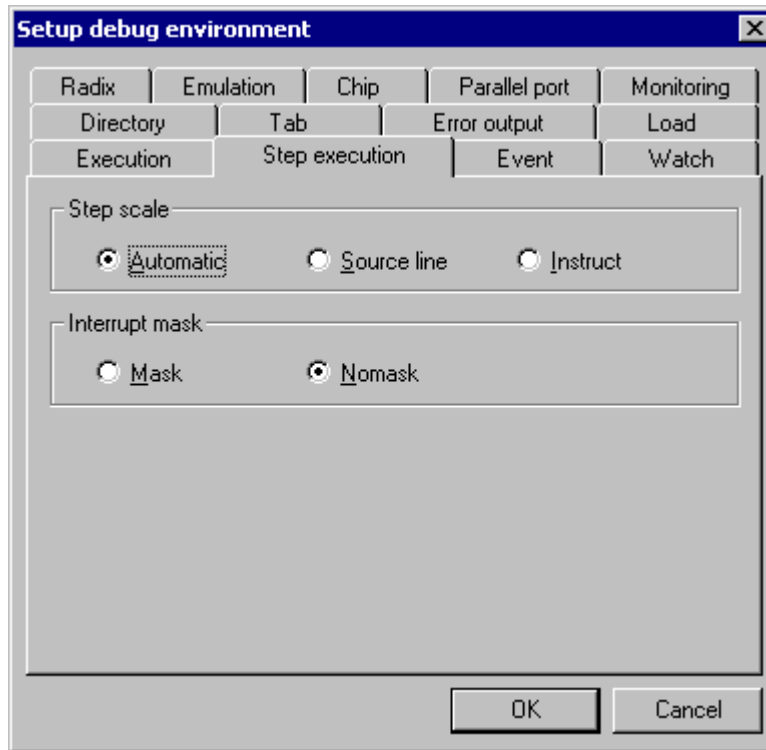 Setup debug environment
Radix Emulation Chip Parallel port Monitoring
Directory Tab Error output Load
Execution Step execution Event Watch
Step scale
Automatic Source line Instruct
Interrupt mask
Mask Nomask
OK Cancel